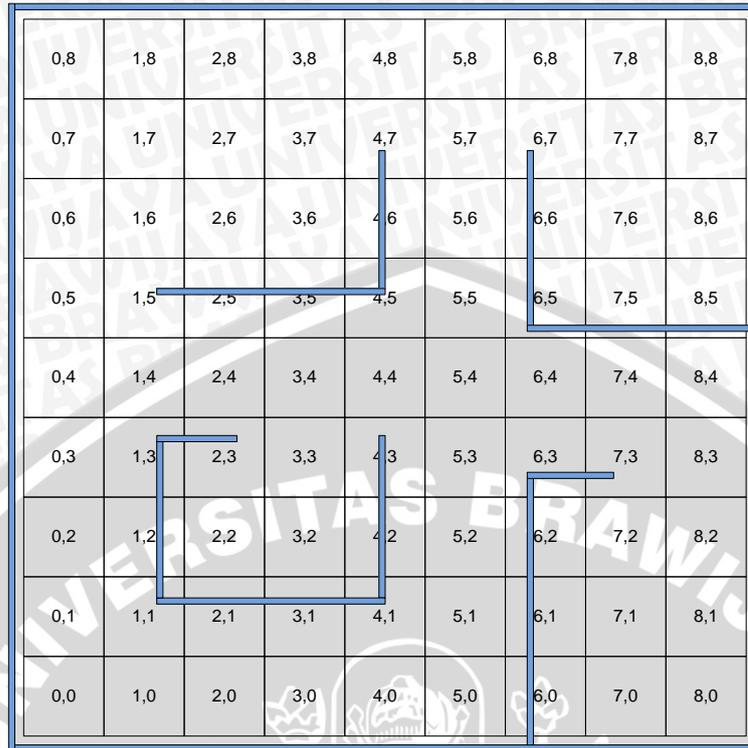 0,8 1,8 2,8 3,8 4,8 5,8 6,8 7,8 8,8
0,7 1,7 2,7 3,7 4,7 5,7 6,7 7,7 8,7
0,6 1,6 2,6 3,6 4,6 5,6 6,6 7,6 8,6
0,5 1,5 2,5 3,5 4,5 5,5 6,5 7,5 8,5
0,4 1,4 2,4 3,4 4,4 5,4 6,4 7,4 8,4
0,3 1,3 2,3 3,3 4,3 5,3 6,3 7,3 8,3
0,2 1,2 2,2 3,2 4,2 5,2 6,2 7,2 8,2
0,1 1,1 2,1 3,1 4,1 5,1 6,1 7,1 8,1
0,0 1,0 2,0 3,0 4,0 5,0 6,0 7,0 8,0
UNIVERSITAS BRAWIJ